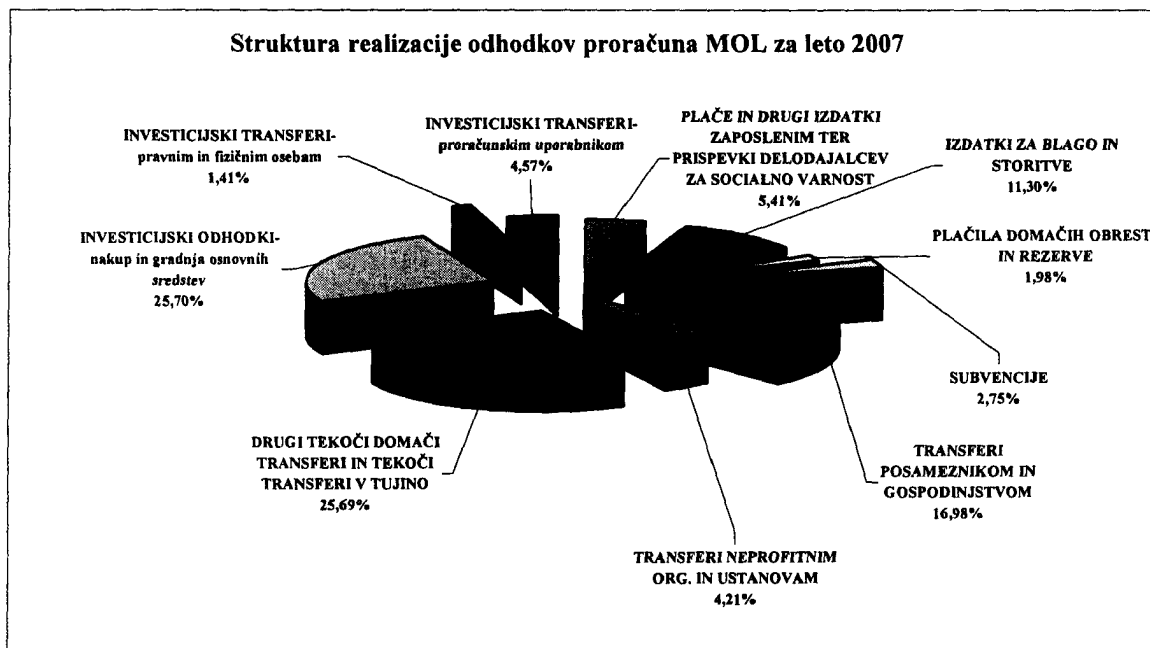 Struktura realizacije odhodkov proračuna MOL za leto 2007
INVESTICIJSKI TRANSFERI-
pravnim in fizičnim osebam
1,41%
INVESTICIJSKI TRANSFERI-
proračunskim uporabnikom
4,57%
PLAČE IN DRUGI IZDATKI
ZAPOSLENIM TER
PRISPEVKI DELODAJALCEV
ZA SOCIALNO VARNOST
5,41%
IZDATKI ZA BLAGO IN
STORITVE
11,30%
PLAČILA DOMAČIH OBREST
IN REZERVE
1,98%
SUBVENCIJE
2,75%
TRANSFERI
POSAMEZNIKOM IN
GOSPODINJSTVOM
16,98%
TRANSFERI NEPROFITNIM
ORG. IN USTANOVAM
4,21%
DRUGI TEKOČI DOMAČI
TRANSFERI IN TEKOČI
TRANSFERI V TUJINO
25,69%
INVESTICIJSKI ODHODKI-
nakup in gradnja osnovnih
sredstev
25,70%